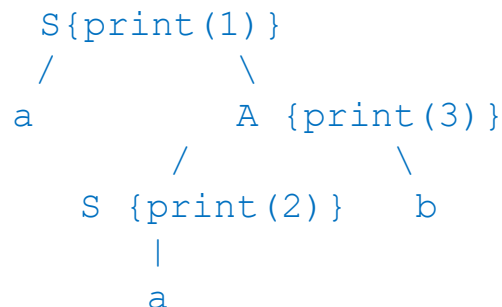 S{print(1)}
/ \
a A {print(3)}
/ \
S {print(2)} b
|
a